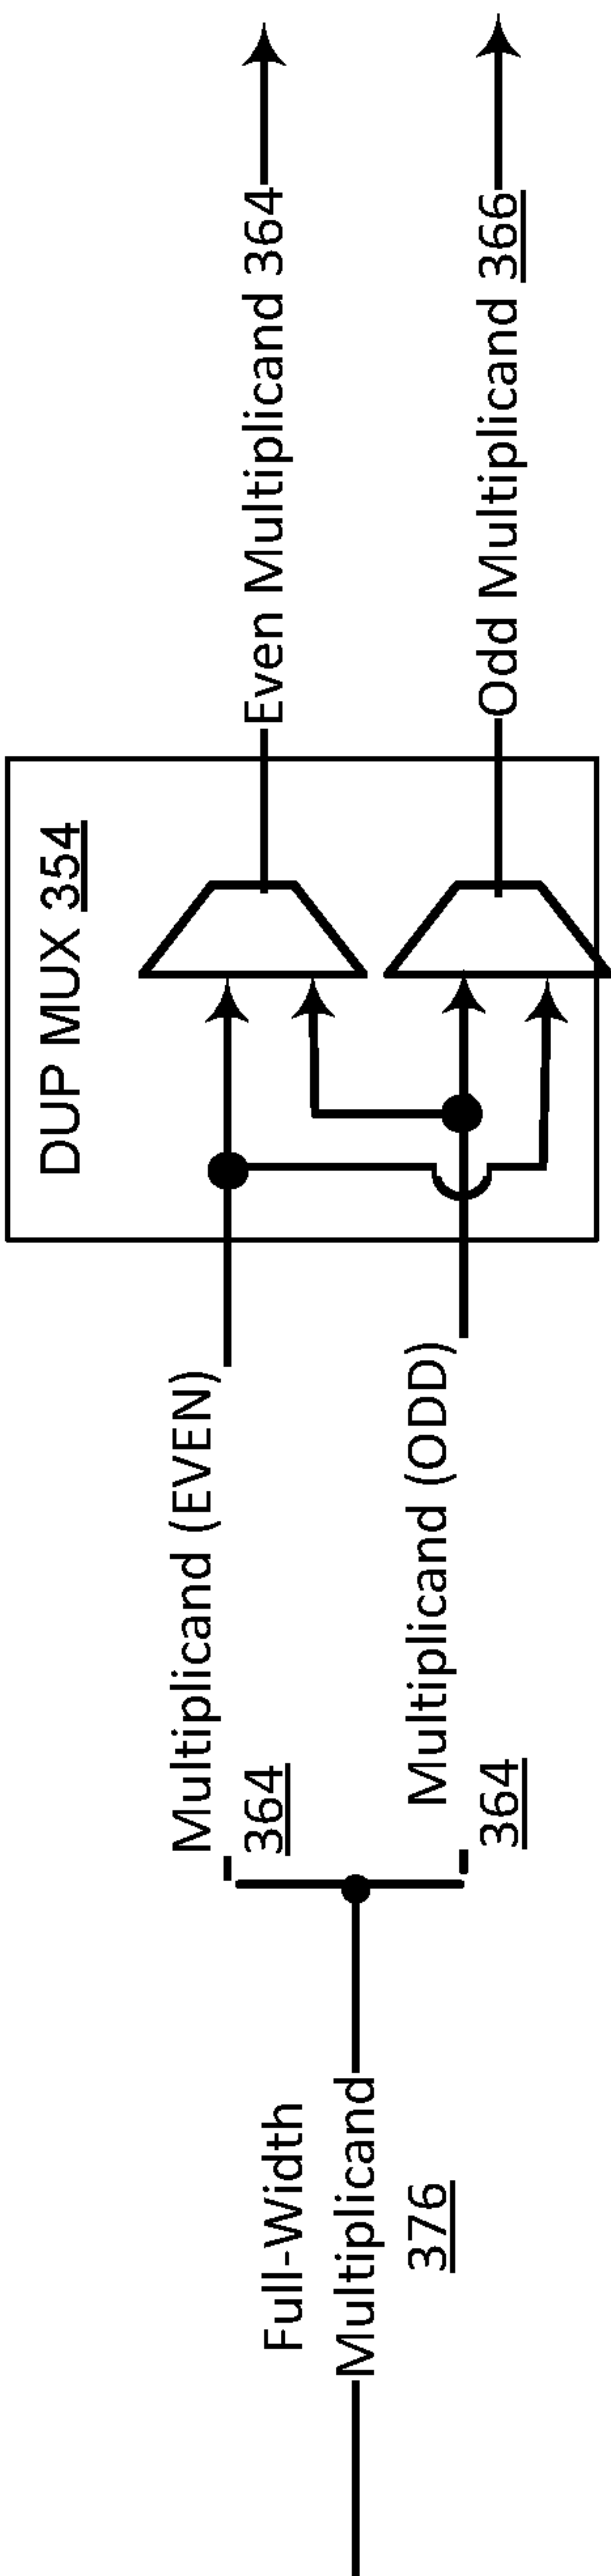 Full-Width
Multiplicand
376
Multiplicand (EVEN)
364
Multiplicand (ODD)
364
DUP MUX 354
Even Multiplicand 364
Odd Multiplicand 366